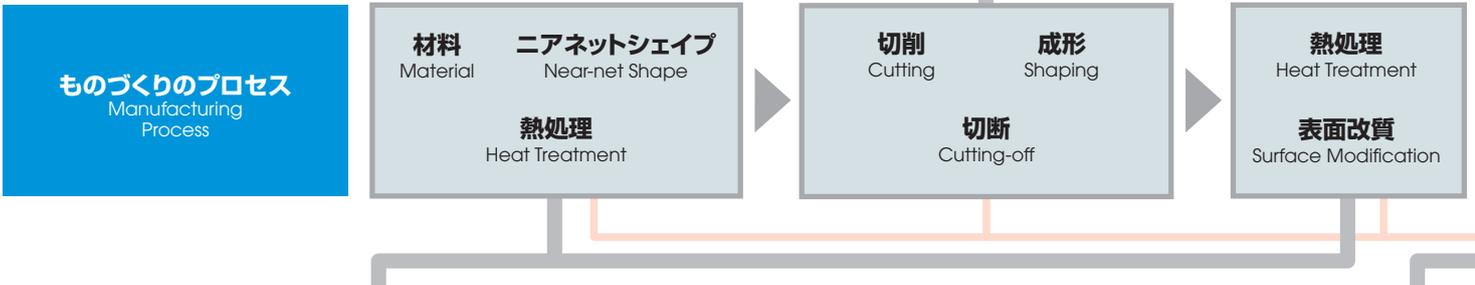 ものづくりのプロセス
Manufacturing
Process
材料
Material
ニアネットシェイプ
Near-net Shape
熱処理
Heat Treatment
切削
Cutting
成形
Shaping
切断
Cutting-off
熱処理
Heat Treatment
表面改質
Surface Modification